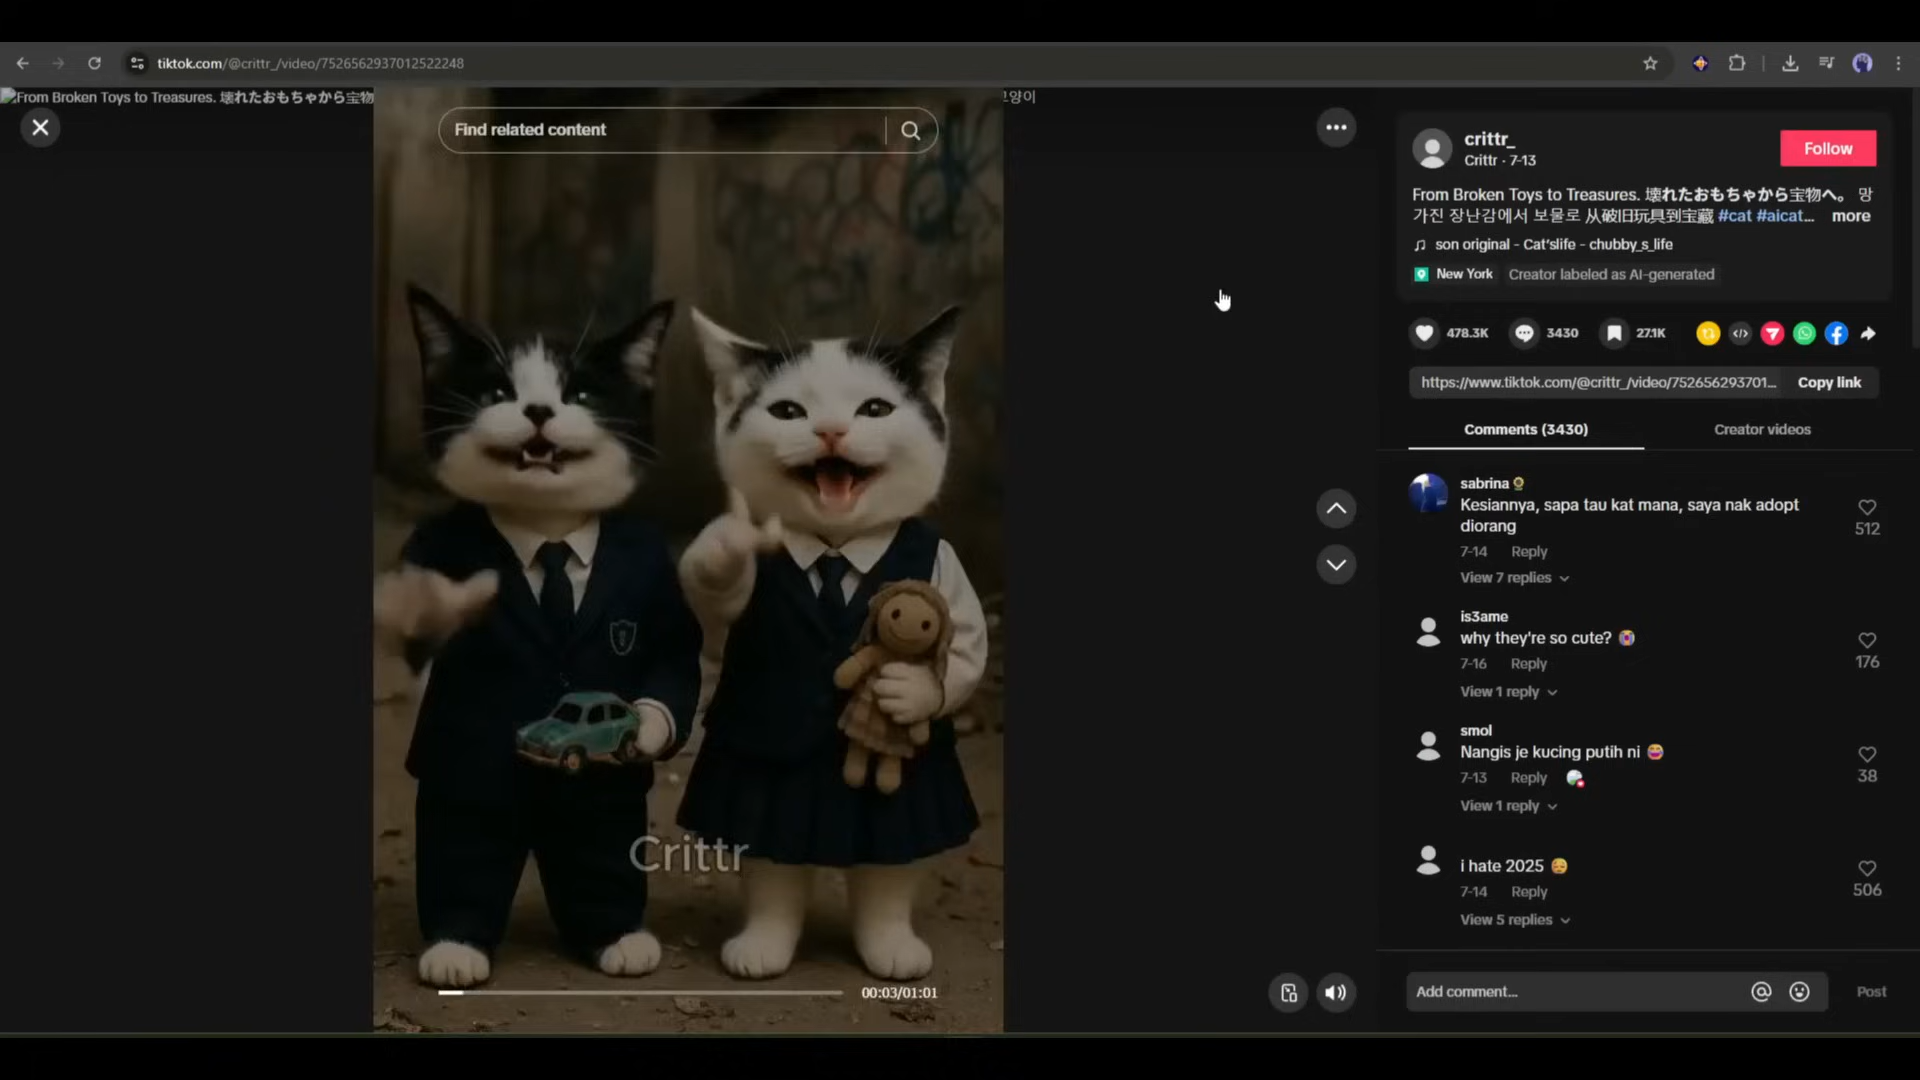 tiktok.com/@crittr_/video/7526562937012522248
From Broken Toys to Treasures. 壊れたおもちゃから宝物
고양이
Find related content
crittr_
Crittr · 7-13
Follow
From Broken Toys to Treasures. 壊れたおもちゃから宝物へ。 망
가진 장난감에서 보물로 从破旧玩具到宝藏 #cat #aicat... more
son original - Cat'slife - chubby_s_life
New York Creator labeled as AI-generated
478.3K 3430 27.1K
https://www.tiktok.com/@crittr_/video/752656293701... Copy link
Comments (3430) Creator videos
sabrina
Kesiannya, sapa tau kat mana, saya nak adopt
diorang
512
7-14 Reply
View 7 replies
is3ame
why they're so cute? 😭
176
7-16 Reply
View 1 reply
smol
Nangis je kucing putih ni 😂
38
7-13 Reply
View 1 reply
i hate 2025 😩
506
7-14 Reply
View 5 replies
Crittr
00:03/01:01
Add comment... Post